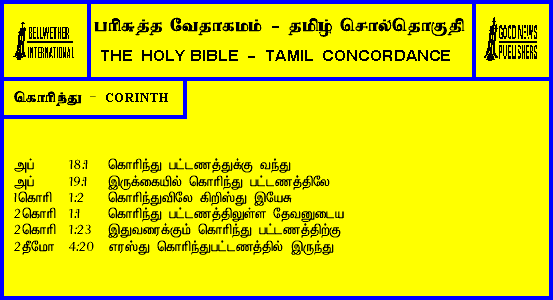 BELLWETHER
INTERNATIONAL
பரிசுத்த வேதாகமம் - தமிழ் சொல்தொகுதி
THE HOLY BIBLE - TAMIL CONCORDANCE
GOOD NEWS
PUBLISHERS
கொரிந்து - CORINTH
அப் 18:1 கொரிந்து பட்டணத்துக்கு வந்து
அப் 19:1 இருக்கையில் கொரிந்து பட்டணத்திலே
1கொரி 1:2 கொரிந்துவிலே கிறிஸ்து இயேசு
2கொரி 1:1 கொரிந்து பட்டணத்திலுள்ள தேவனுடைய
2கொரி 1:23 இதுவரைக்கும் கொரிந்து பட்டணத்திற்கு
2தீமோ 4:20 எரஸ்து கொரிந்துபட்டணத்தில் இருந்து